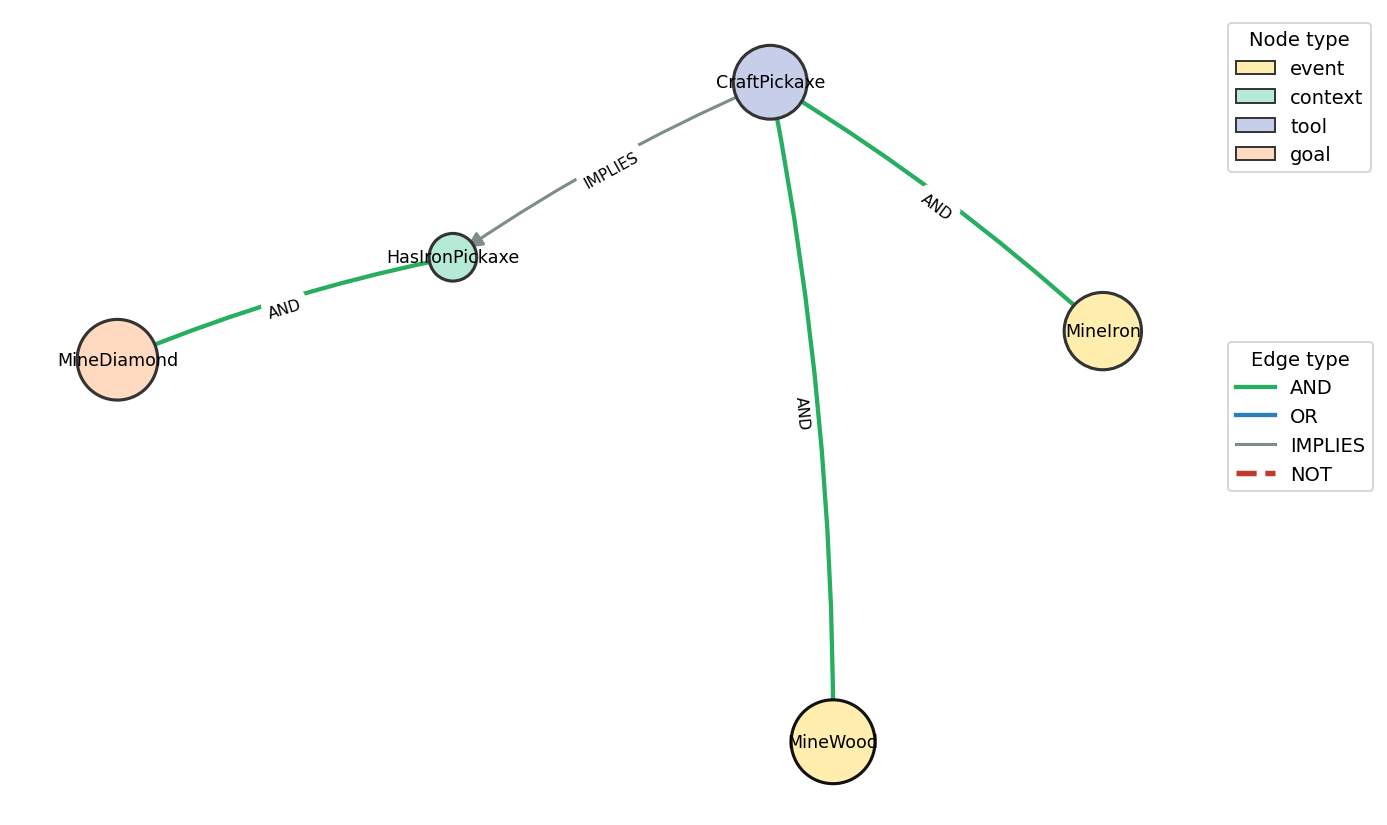 CraftPickaxe
IMPLIES
AND
HasIronPickaxe
AND
MineDiamond
MineIron
AND
MineWood
Node type
event
context
tool
goal
Edge type
AND
OR
IMPLIES
NOT